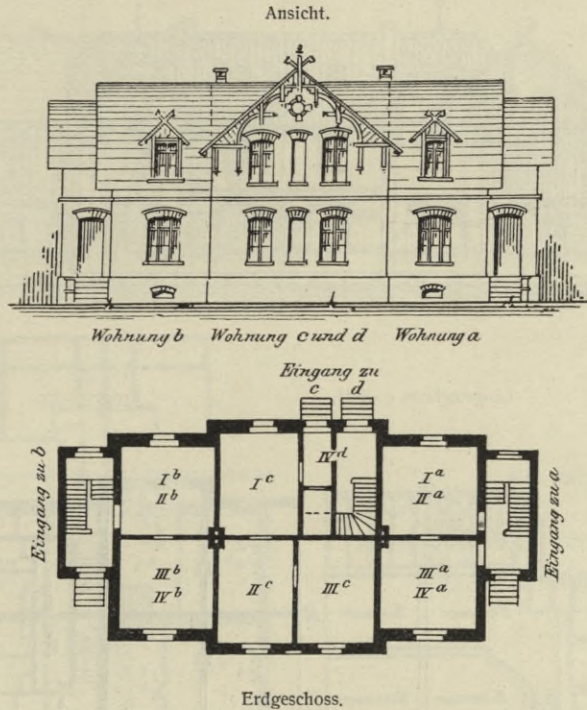 Ansicht.
Wohnung b Wohnung c und d Wohnung a
Eingang zu
c d
Eingang zu b
I b
II b
I c
IV d
I a
II a
Eingang zu a
III b
IV b
II c
III c
III a
IV a
Erdgeschoss.